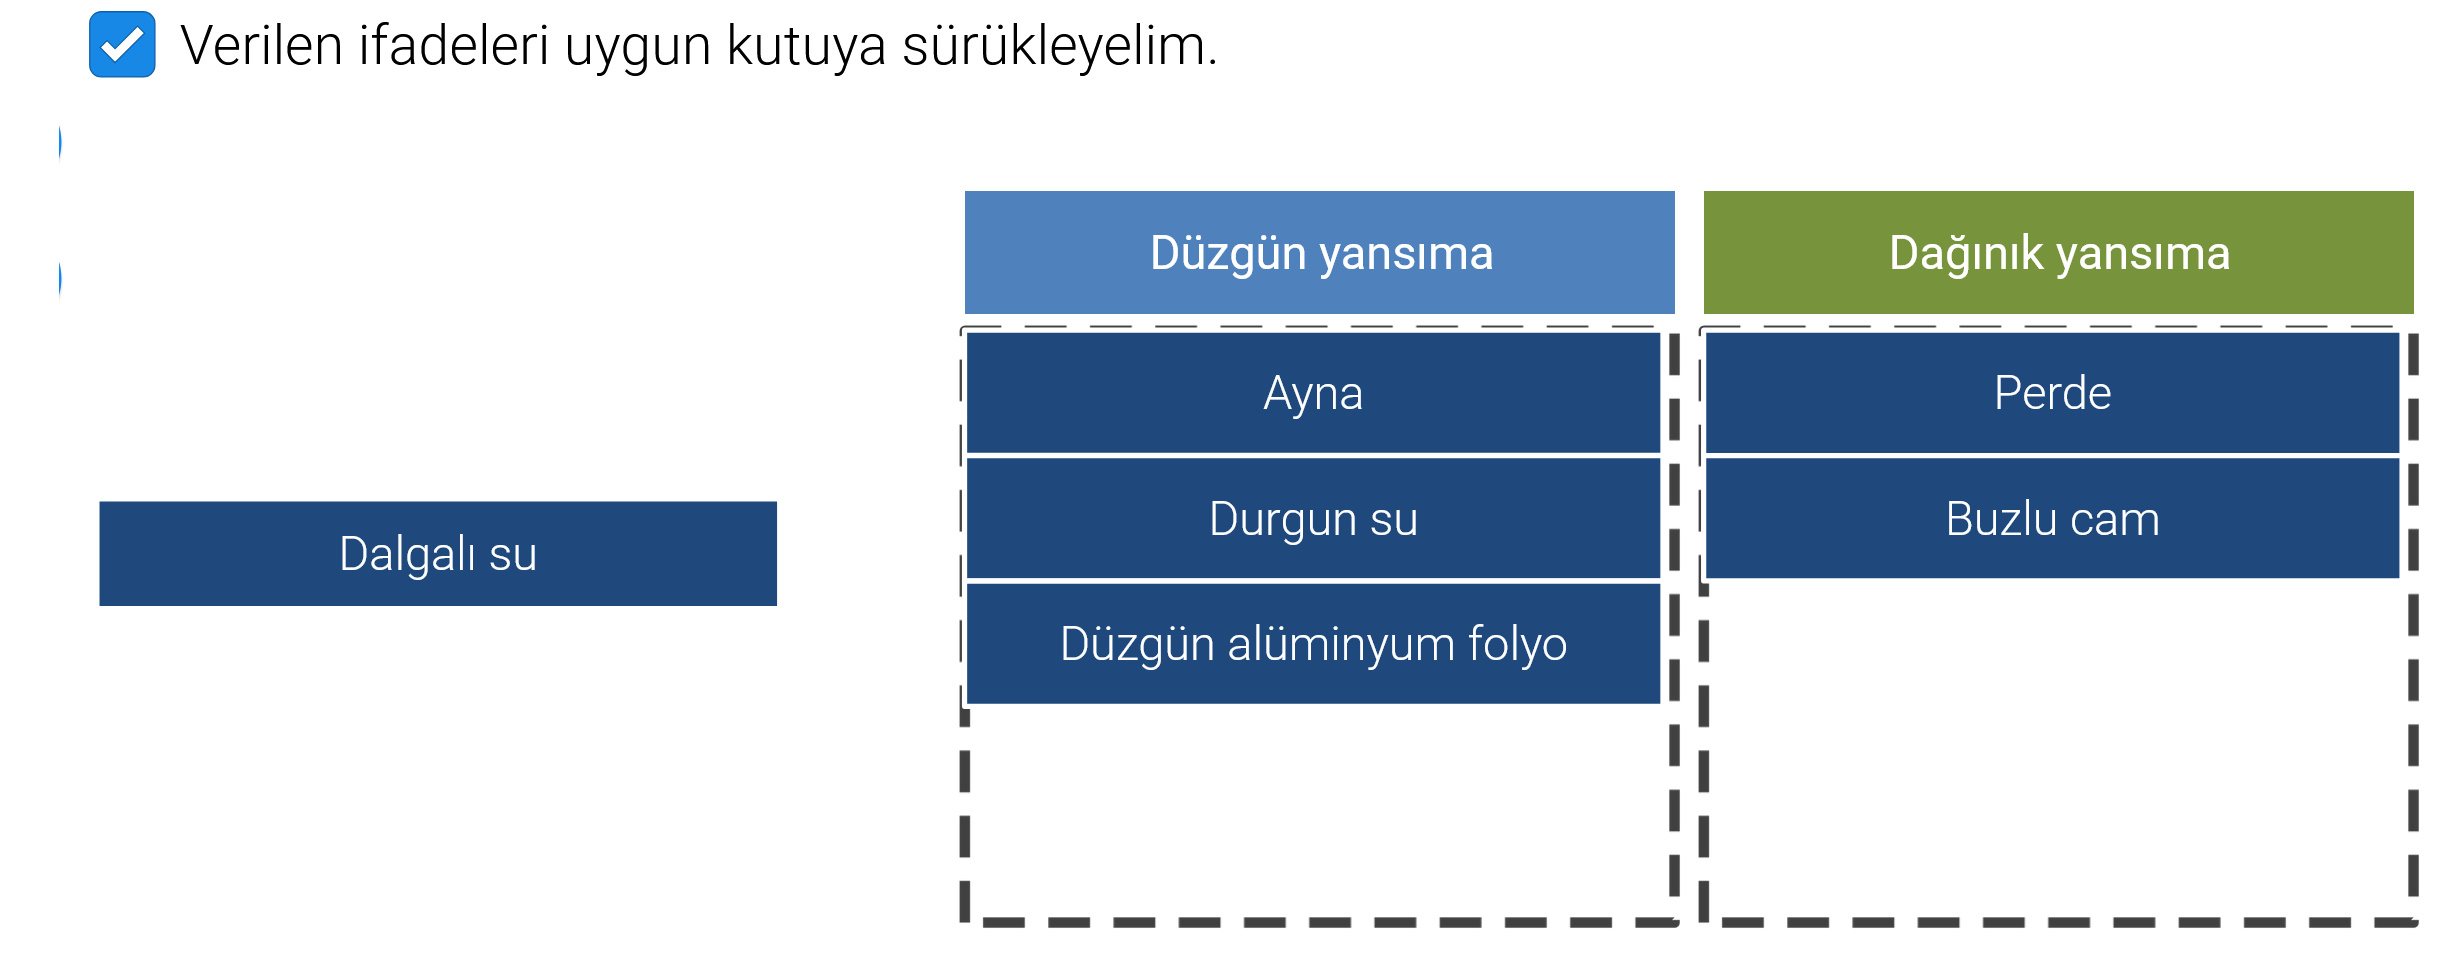 Verilen ifadeleri uygun kutuya sürükleyelim.
Düzgün yansıma
Dağınık yansıma
Ayna
Perde
Durgun su
Buzlu cam
Dalgalı su
Düzgün alüminyum folyo